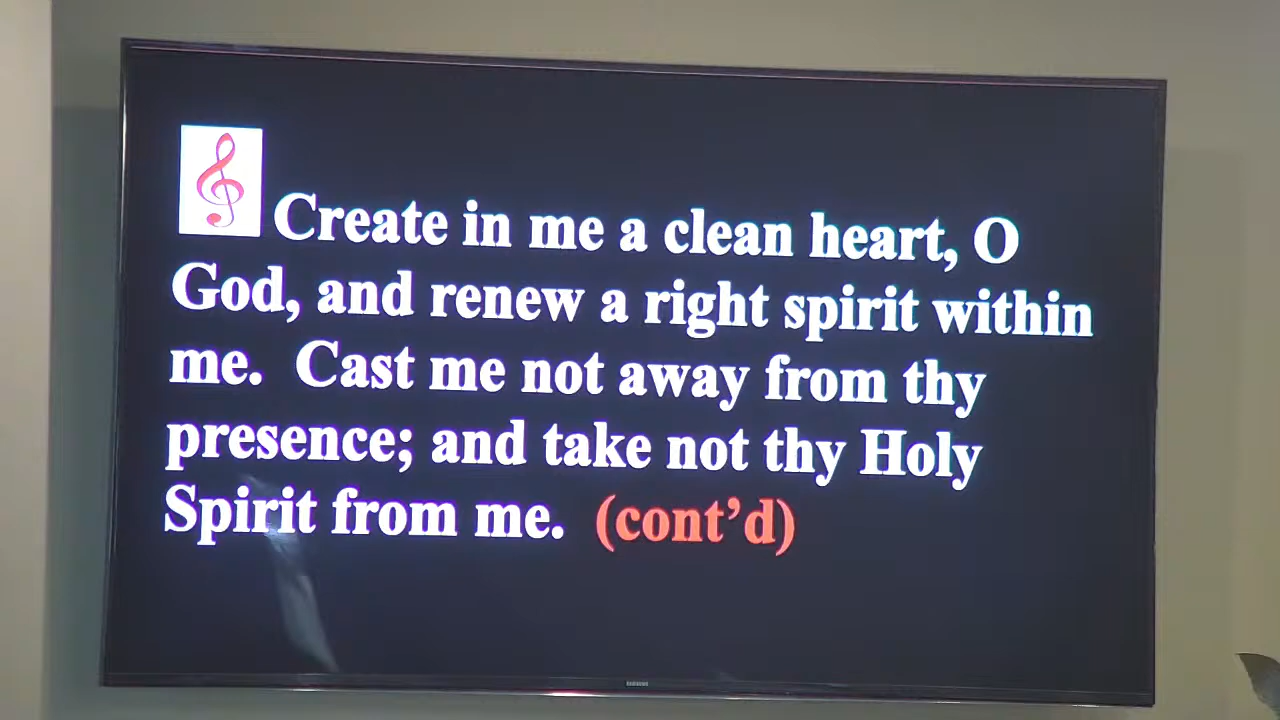 Create in me a clean heart, O
God, and renew a right spirit within
me. Cast me not away from thy
presence; and take not thy Holy
Spirit from me. (cont’d)